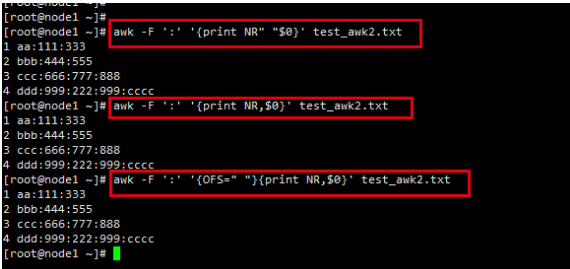 [root@node1 ~]#
[root@node1 ~]#
[root@node1 ~]# awk -F ':' '{print NR" "$0}' test_awk2.txt
1 aa:111:333
2 bbb:444:555
3 ccc:666:777:888
4 ddd:999:222:999:cccc
[root@node1 ~]# awk -F ':' '{print NR,$0}' test_awk2.txt
1 aa:111:333
2 bbb:444:555
3 ccc:666:777:888
4 ddd:999:222:999:cccc
[root@node1 ~]# awk -F ':' '{OFS=" "}{print NR,$0}' test_awk2.txt
1 aa:111:333
2 bbb:444:555
3 ccc:666:777:888
4 ddd:999:222:999:cccc
[root@node1 ~]#